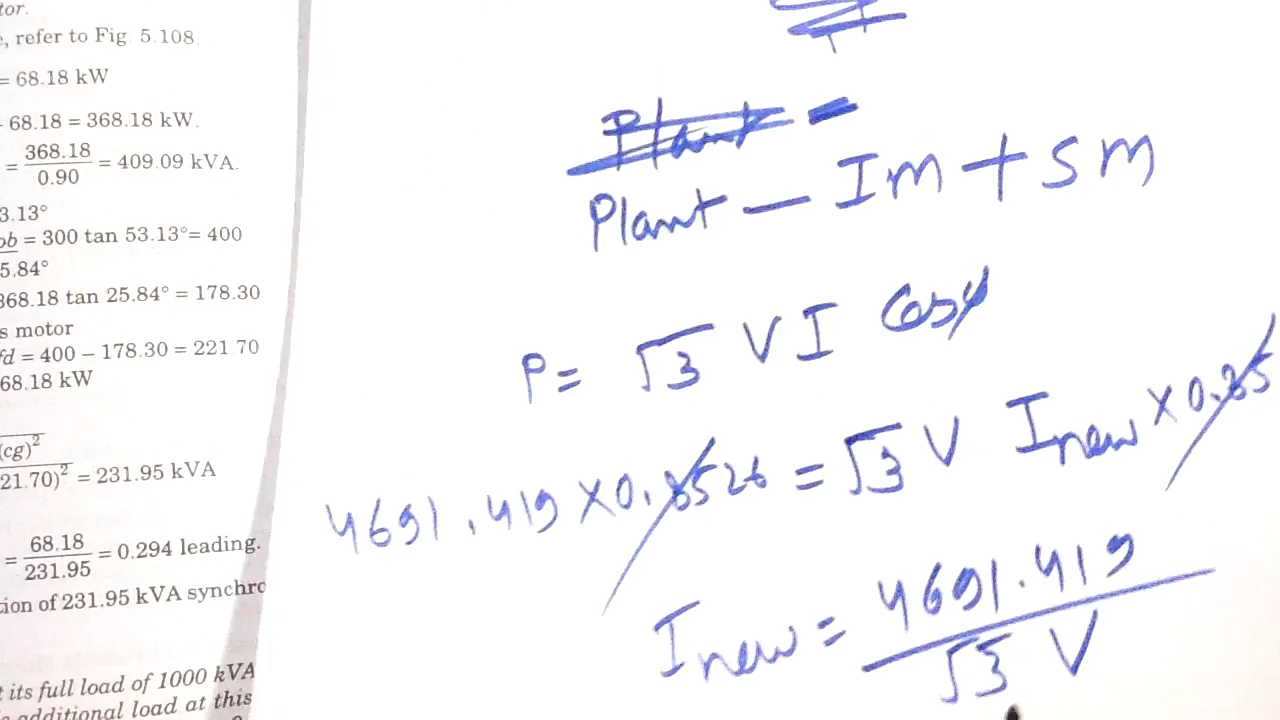 tor.
, refer to Fig. 5.108.
= 68.18 kW
68.18 = 368.18 kW.
= 368.18 / 0.90 = 409.09 kVA.
3.13°
ob = 300 tan 53.13°= 400
5.84°
368.18 tan 25.84° = 178.30
s motor
fd = 400 – 178.30 = 221.70
68.18 kW
(cg)²
21.70)² = 231.95 kVA
= 68.18 / 231.95 = 0.294 leading.
ion of 231.95 kVA synchro
its full load of 1000 kVA
additional load at this
Plant –
Plant – Im + SM
P = √3 V I Cosφ
4691.419 × 0.8526 = √3 V Inew × 0.85
Inew = 4691.419 / √3 V